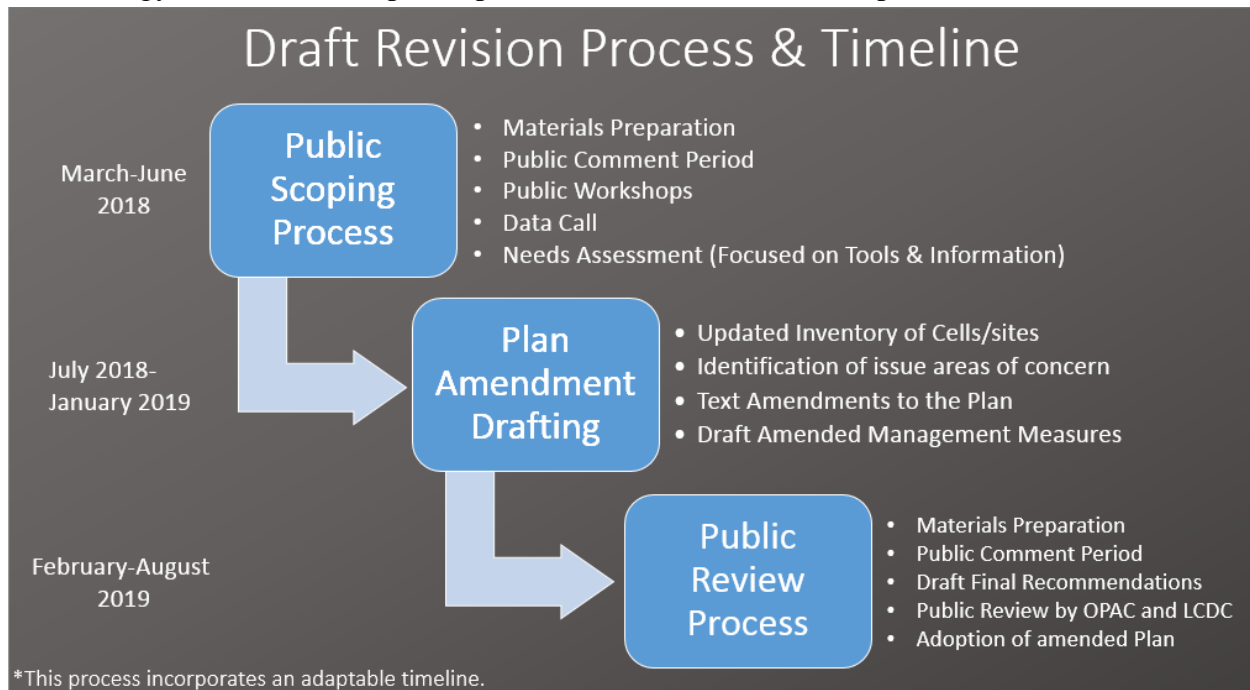 Draft Revision Process & Timeline
March-June
2018
Public
Scoping
Process
• Materials Preparation
• Public Comment Period
• Public Workshops
• Data Call
• Needs Assessment (Focused on Tools & Information)
July 2018-
January 2019
Plan
Amendment
Drafting
• Updated Inventory of Cells/sites
• Identification of issue areas of concern
• Text Amendments to the Plan
• Draft Amended Management Measures
February-August
2019
Public
Review
Process
• Materials Preparation
• Public Comment Period
• Draft Final Recommendations
• Public Review by OPAC and LCDC
• Adoption of amended Plan
*This process incorporates an adaptable timeline.